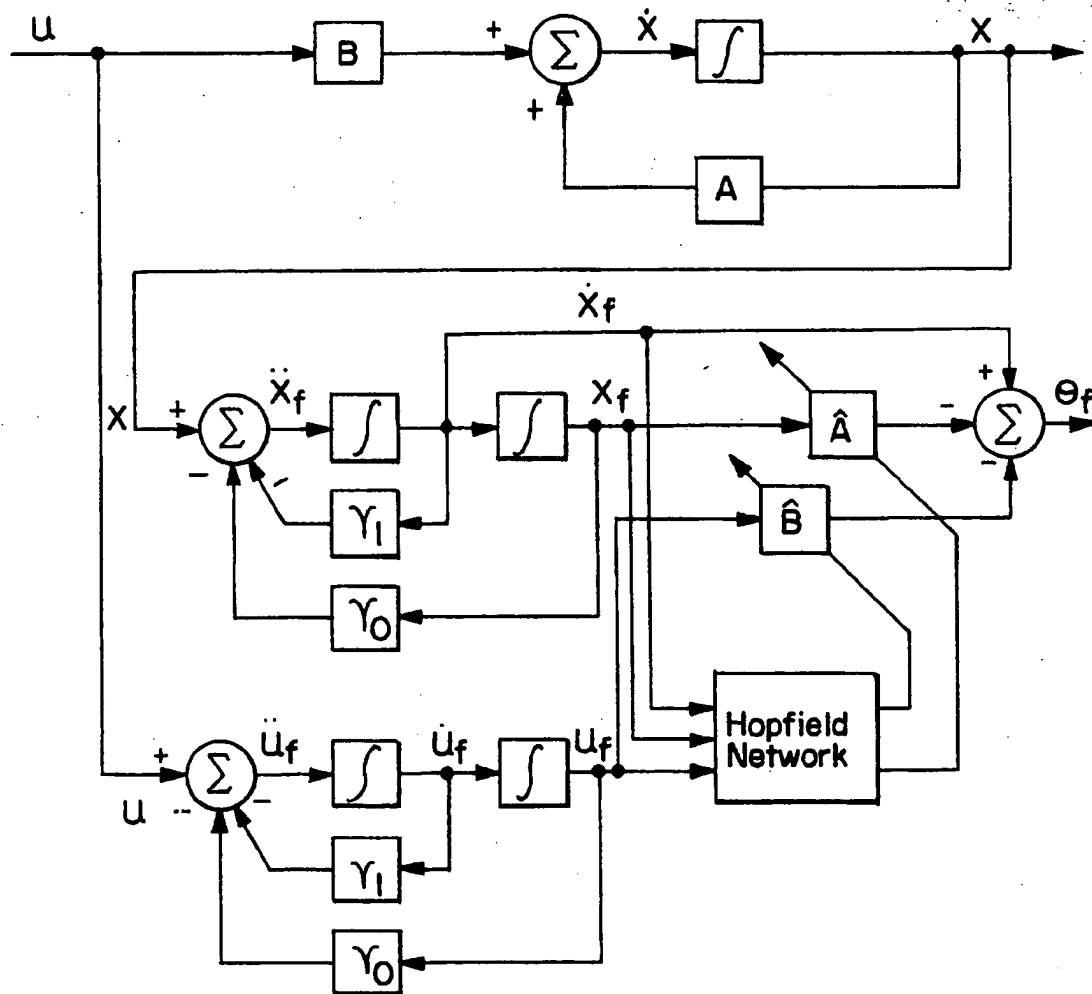 u
B
+
Σ
ẋ
∫
x
+
A
ẋf
x
+
Σ
ẍf
∫
xf
∫
Â
-
+
Σ
Θf
-
-
-
γ1
B̂
γ0
Hopfield
Network
+
Σ
üf
∫
u̇f
∫
uf
u
-
-
γ1
γ0